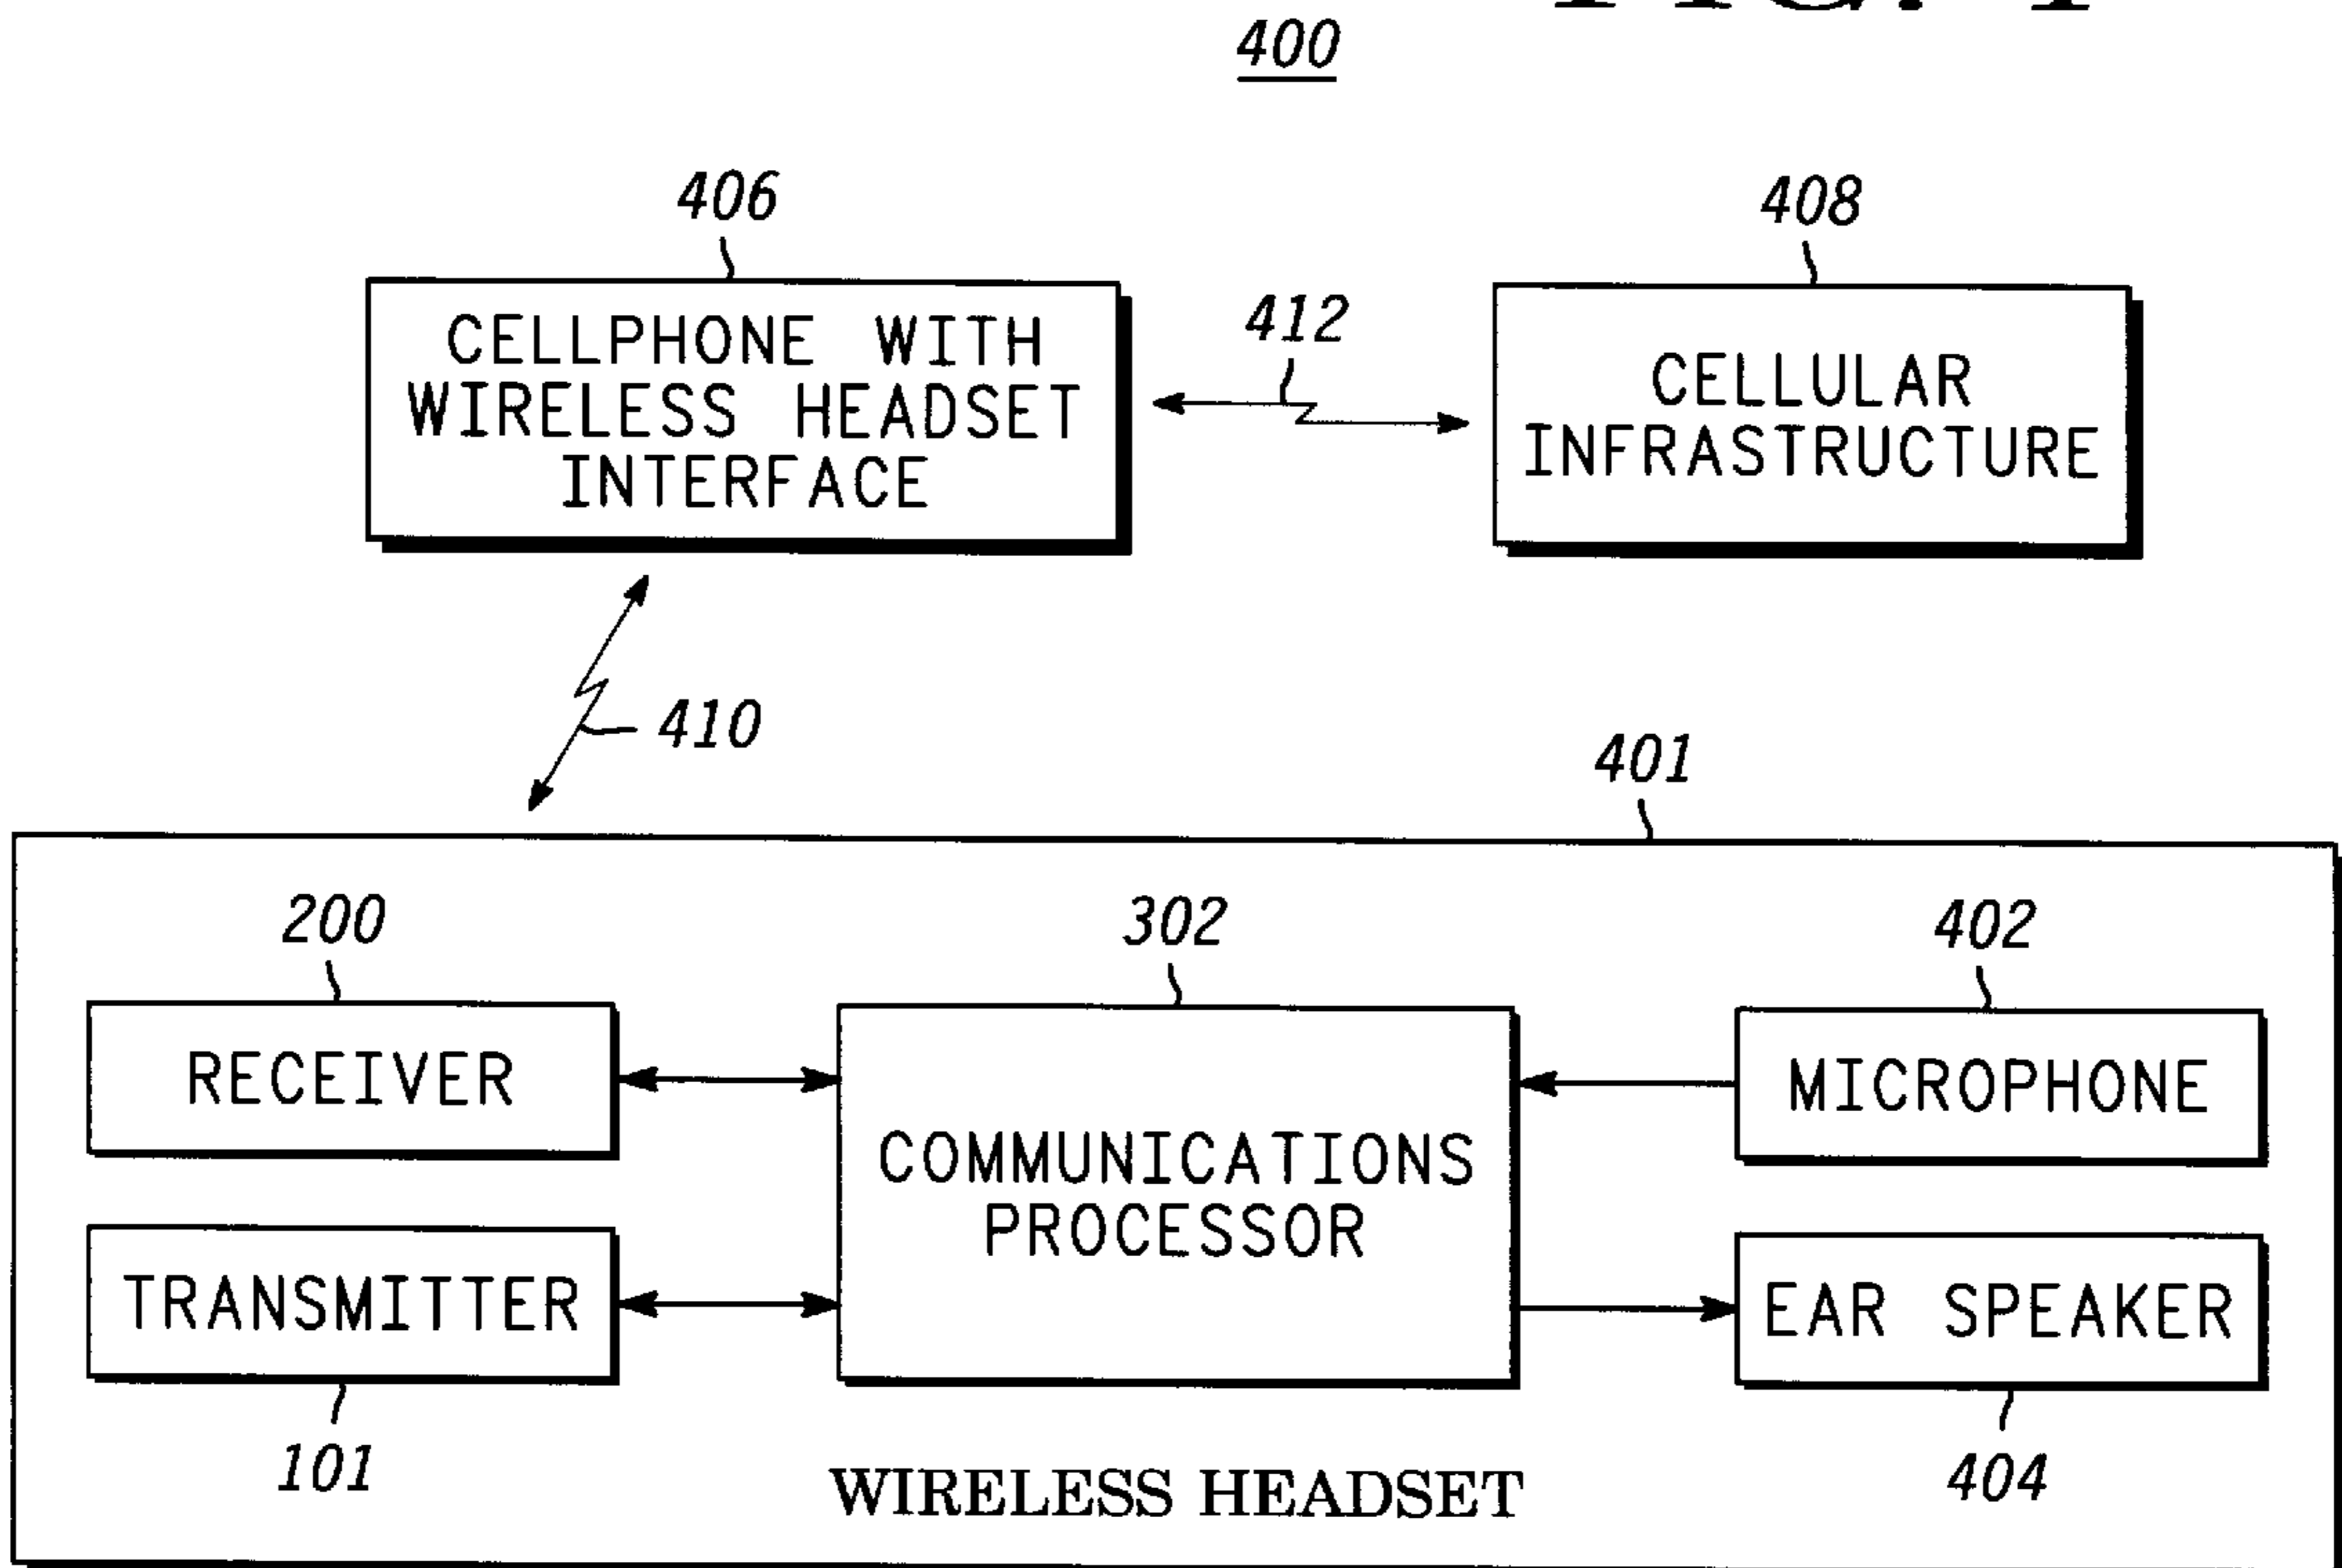 400
406
408
CELLPHONE WITH
WIRELESS HEADSET
INTERFACE
412
CELLULAR
INFRASTRUCTURE
410
401
200
302
402
RECEIVER
COMMUNICATIONS
PROCESSOR
MICROPHONE
TRANSMITTER
EAR SPEAKER
101
404
WIRELESS HEADSET